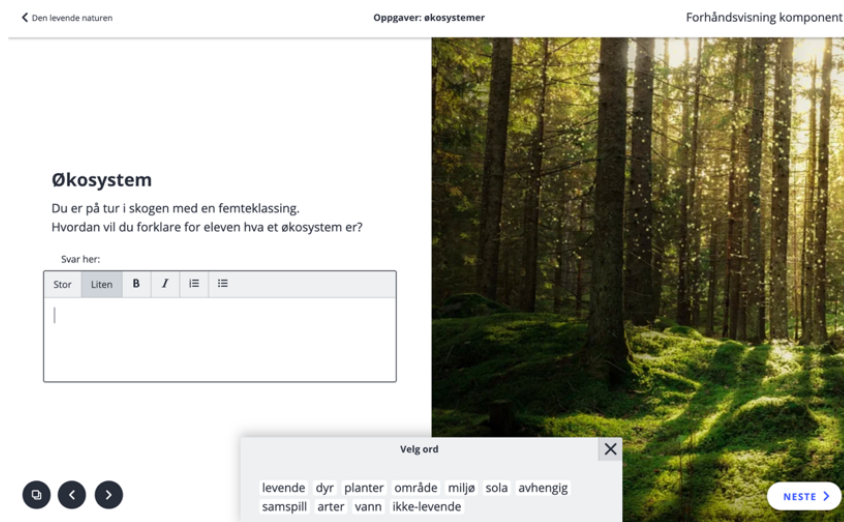 Den levende naturen
Oppgaver: økosystemer
Forhåndsvisning komponent
Økosystem
Du er på tur i skogen med en femteklassing.
Hvordan vil du forklare for eleven hva et økosystem er?
Svar her:
Stor Liten B I
Velg ord
levende dyr planter område miljø sola avhengig
samspill arter vann ikke-levende
NESTE